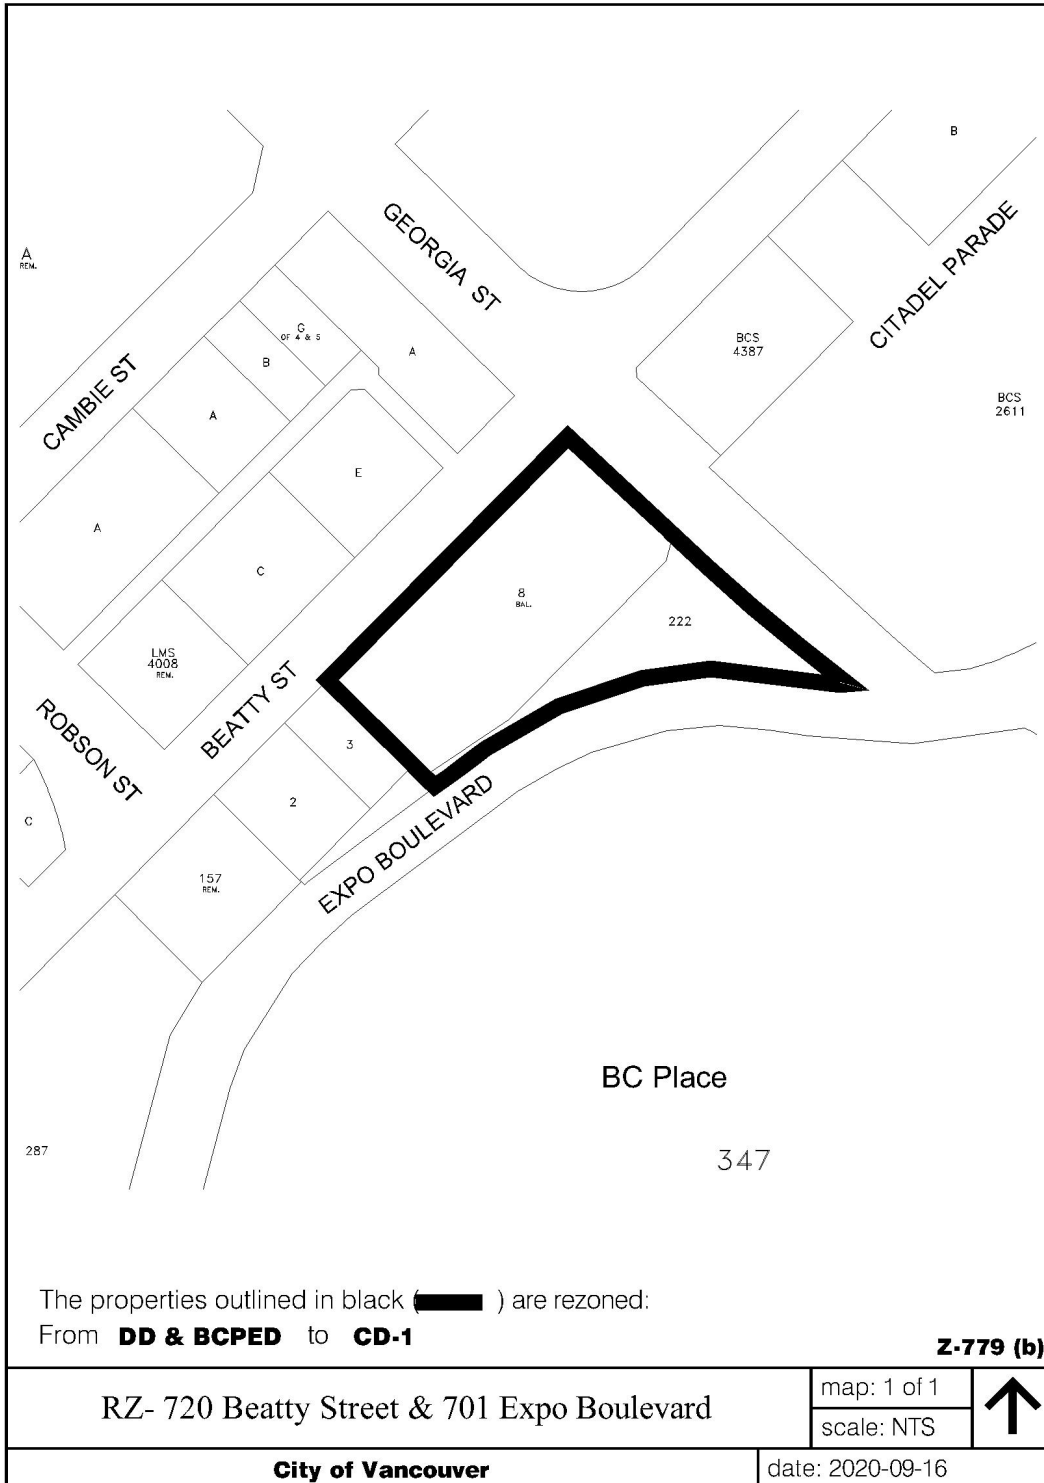 B
GEORGIA ST
CITADEL PARADE
A
REM.
G
OF 4 & 5
BCS
4387
A
B
CAMBIE ST
BCS
2611
A
E
A
C
8
BAL.
222
LMS
4008
REM.
BEATTY ST
ROBSON ST
3
2
C
EXPO BOULEVARD
157
REM.
BC Place
287
347
The properties outlined in black ( ) are rezoned:
From DD & BCPED to CD-1
Z-779 (b)
RZ- 720 Beatty Street & 701 Expo Boulevard
map: 1 of 1
scale: NTS
City of Vancouver
date: 2020-09-16